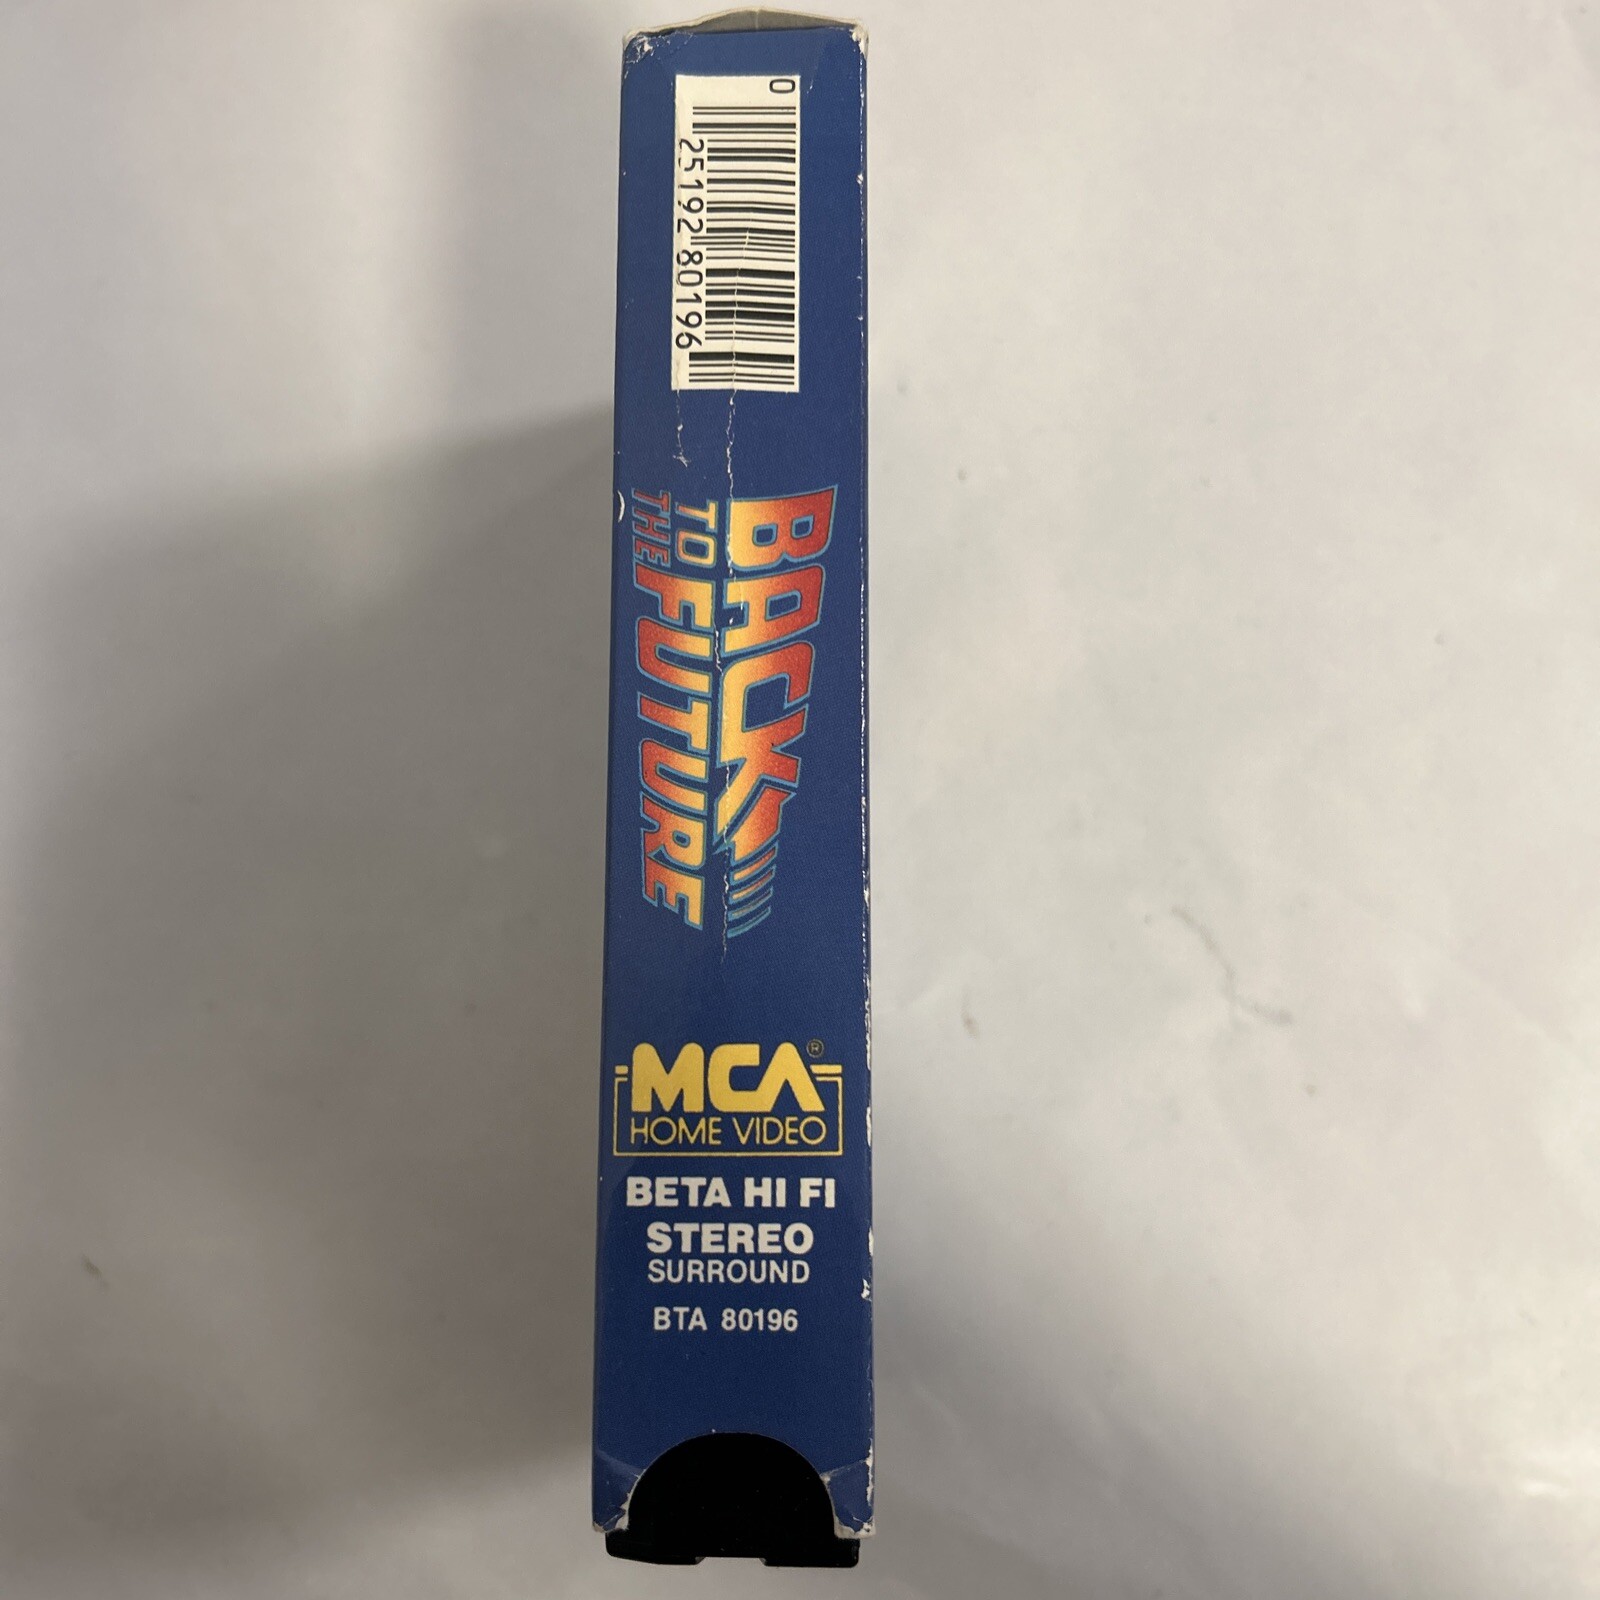 0 25192 80196
BACK
TO
THE FUTURE
MCA®
HOME VIDEO
BETA HI FI
STEREO
SURROUND
BTA 80196